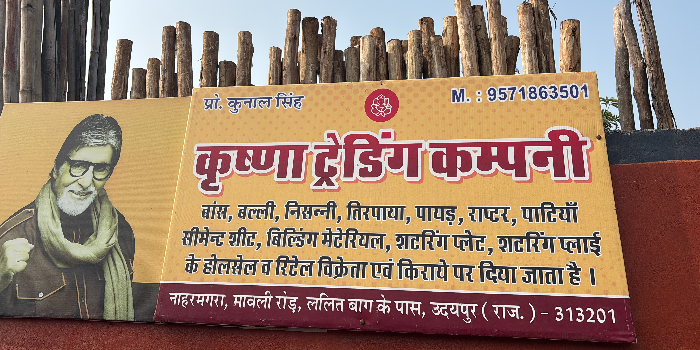 प्रो. कुनाल सिंह
M. : 9571863501
कृष्णा ट्रेडिंग कम्पनी
बांस, बल्ली, निसन्नी, तिरपाया, पायड़, राफ्टर, पाटियाँ
सीमेन्ट शीट, बिल्डिंग मेटेरियल, शटरिंग प्लेट, शटरिंग प्लाई
के होलसेल व रिटेल विक्रेता एवं किराये पर दिया जाता है ।
नाहरमगरा, मावली रोड़, ललित बाग के पास, उदयपुर ( राज. ) - 313201